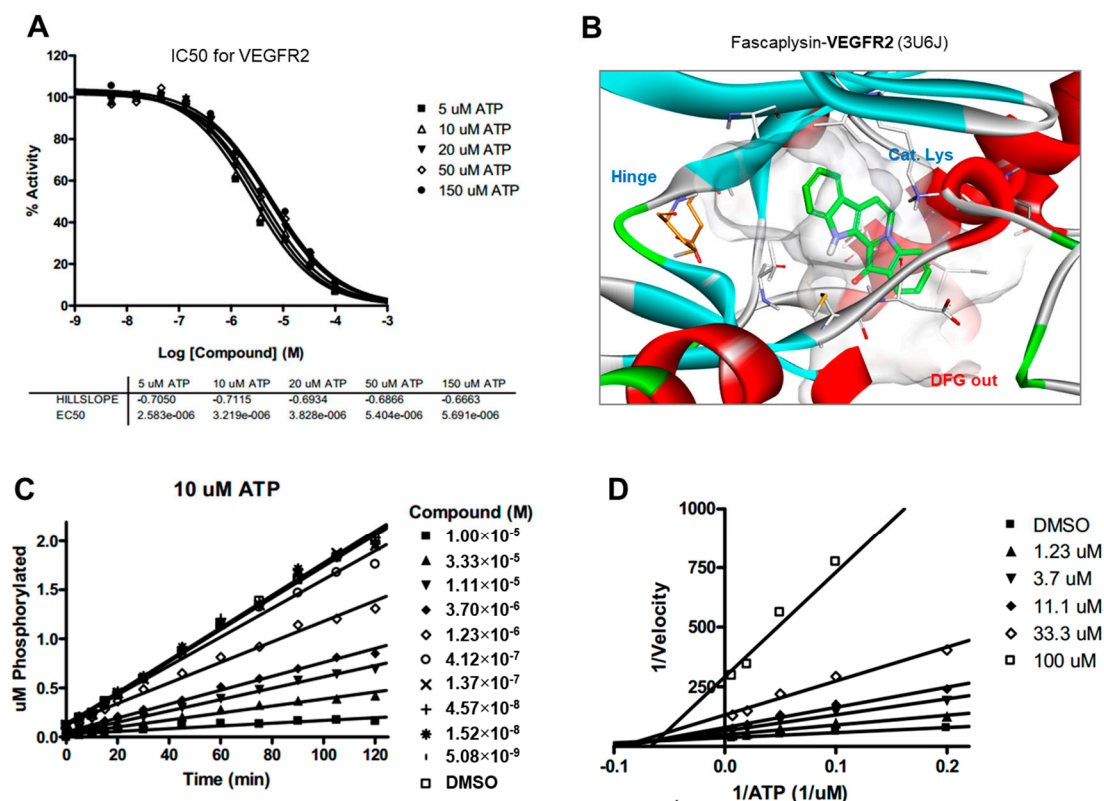 A
IC50 for VEGFR2
120
100
80
60
40
20
0
% Activity
-9
-8
-7
-6
-5
-4
-3
Log [Compound] (M)
5 uM ATP
10 uM ATP
20 uM ATP
50 uM ATP
150 uM ATP
5 uM ATP 10 uM ATP 20 uM ATP 50 uM ATP 150 uM ATP
HILLSLOPE -0.7050 -0.7115 -0.6934 -0.6866 -0.6663
EC50 2.583e-006 3.219e-006 3.828e-006 5.404e-006 5.691e-006
B
Fascaplysin-VEGFR2 (3U6J)
Hinge
Cat. Lys
DFG out
C
10 uM ATP
2.0
1.5
1.0
0.5
0.0
uM Phosphorylated
0
20
40
60
80
100
120
Time (min)
Compound (M)
1.00×10-5
3.33×10-5
1.11×10-5
3.70×10-6
1.23×10-6
4.12×10-7
1.37×10-7
4.57×10-8
1.52×10-8
5.08×10-9
DMSO
D
1000
750
500
250
1/Velocity
-0.1
0.0
0.1
0.2
1/ATP (1/uM)
DMSO
1.23 uM
3.7 uM
11.1 uM
33.3 uM
100 uM